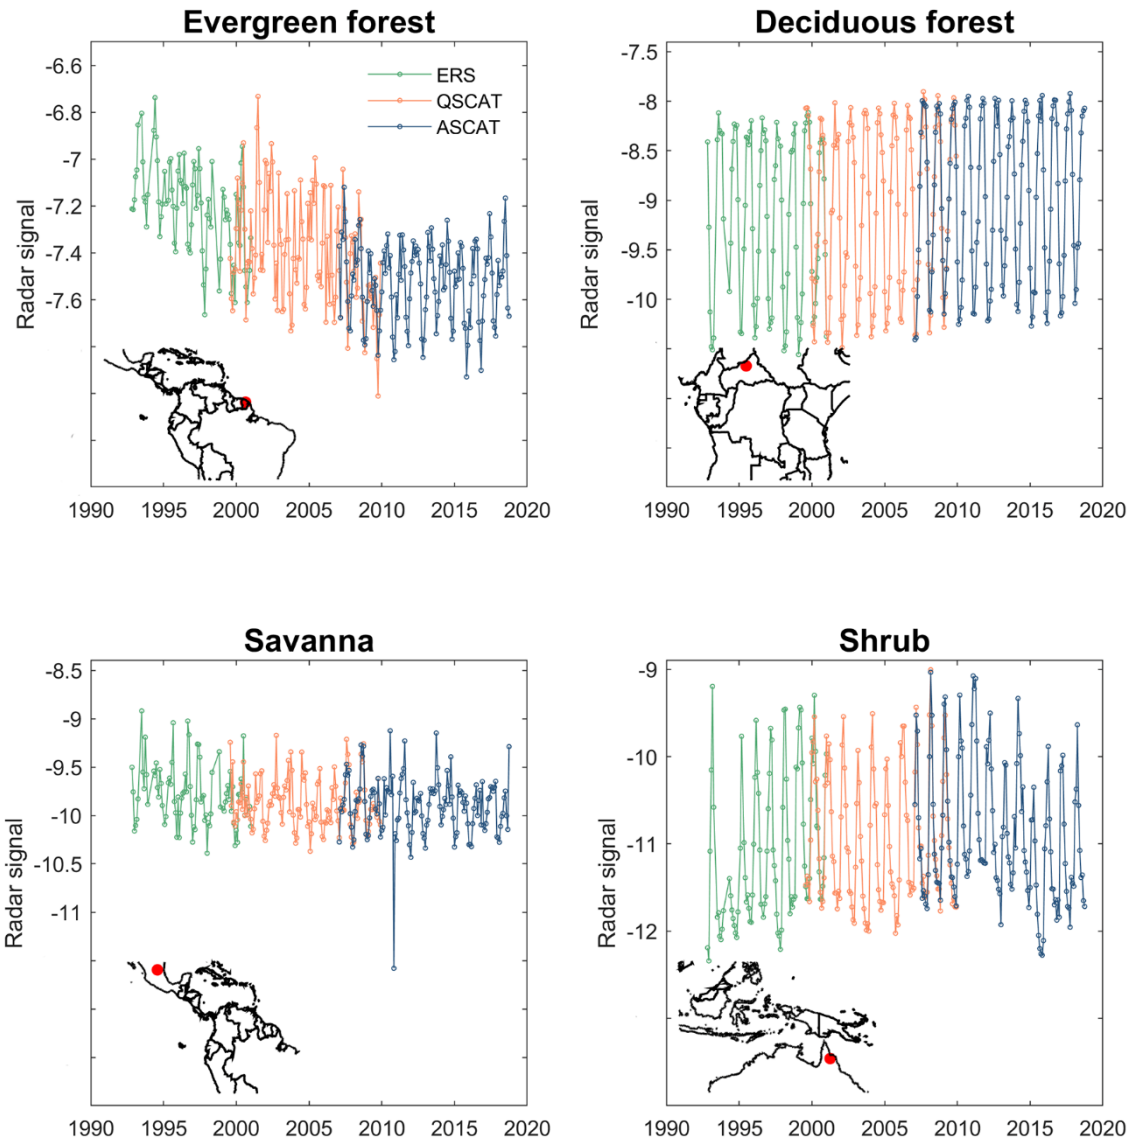 Evergreen forest
-6.6
-6.8
-7
-7.2
-7.4
-7.6
Radar signal
ERS
QSCAT
ASCAT
1990 1995 2000 2005 2010 2015 2020
Deciduous forest
-7.5
-8
-8.5
-9
-9.5
-10
Radar signal
1990 1995 2000 2005 2010 2015 2020
Savanna
-8.5
-9
-9.5
-10
-10.5
-11
Radar signal
1990 1995 2000 2005 2010 2015 2020
Shrub
-9
-10
-11
-12
Radar signal
1990 1995 2000 2005 2010 2015 2020